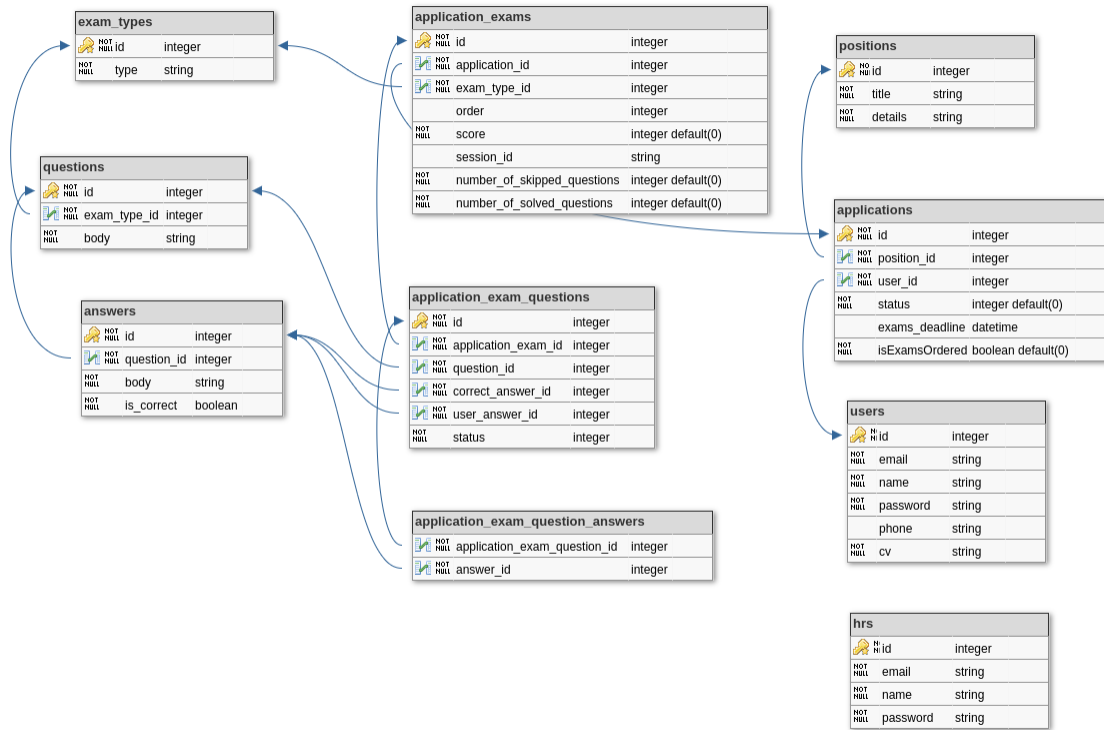 exam_types
NOT NULL id integer
NOT NULL type string
questions
NOT NULL id integer
NOT NULL exam_type_id integer
NOT NULL body string
answers
NOT NULL id integer
NOT NULL question_id integer
NOT NULL body string
NOT NULL is_correct boolean
application_exams
NOT NULL id integer
NOT NULL application_id integer
NOT NULL exam_type_id integer
order integer
NOT NULL score integer default(0)
session_id string
NOT NULL number_of_skipped_questions integer default(0)
NOT NULL number_of_solved_questions integer default(0)
application_exam_questions
NOT NULL id integer
NOT NULL application_exam_id integer
NOT NULL question_id integer
NOT NULL correct_answer_id integer
NOT NULL user_answer_id integer
NOT NULL status integer
application_exam_question_answers
NOT NULL application_exam_question_id integer
NOT NULL answer_id integer
positions
id integer
NOT NULL title string
NOT NULL details string
applications
NOT NULL id integer
NOT NULL position_id integer
NOT NULL user_id integer
NOT NULL status integer default(0)
exams_deadline datetime
NOT NULL isExamsOrdered boolean default(0)
users
id integer
NOT NULL email string
NOT NULL name string
NOT NULL password string
phone string
NOT NULL cv string
hrs
id integer
NOT NULL email string
NOT NULL name string
NOT NULL password string